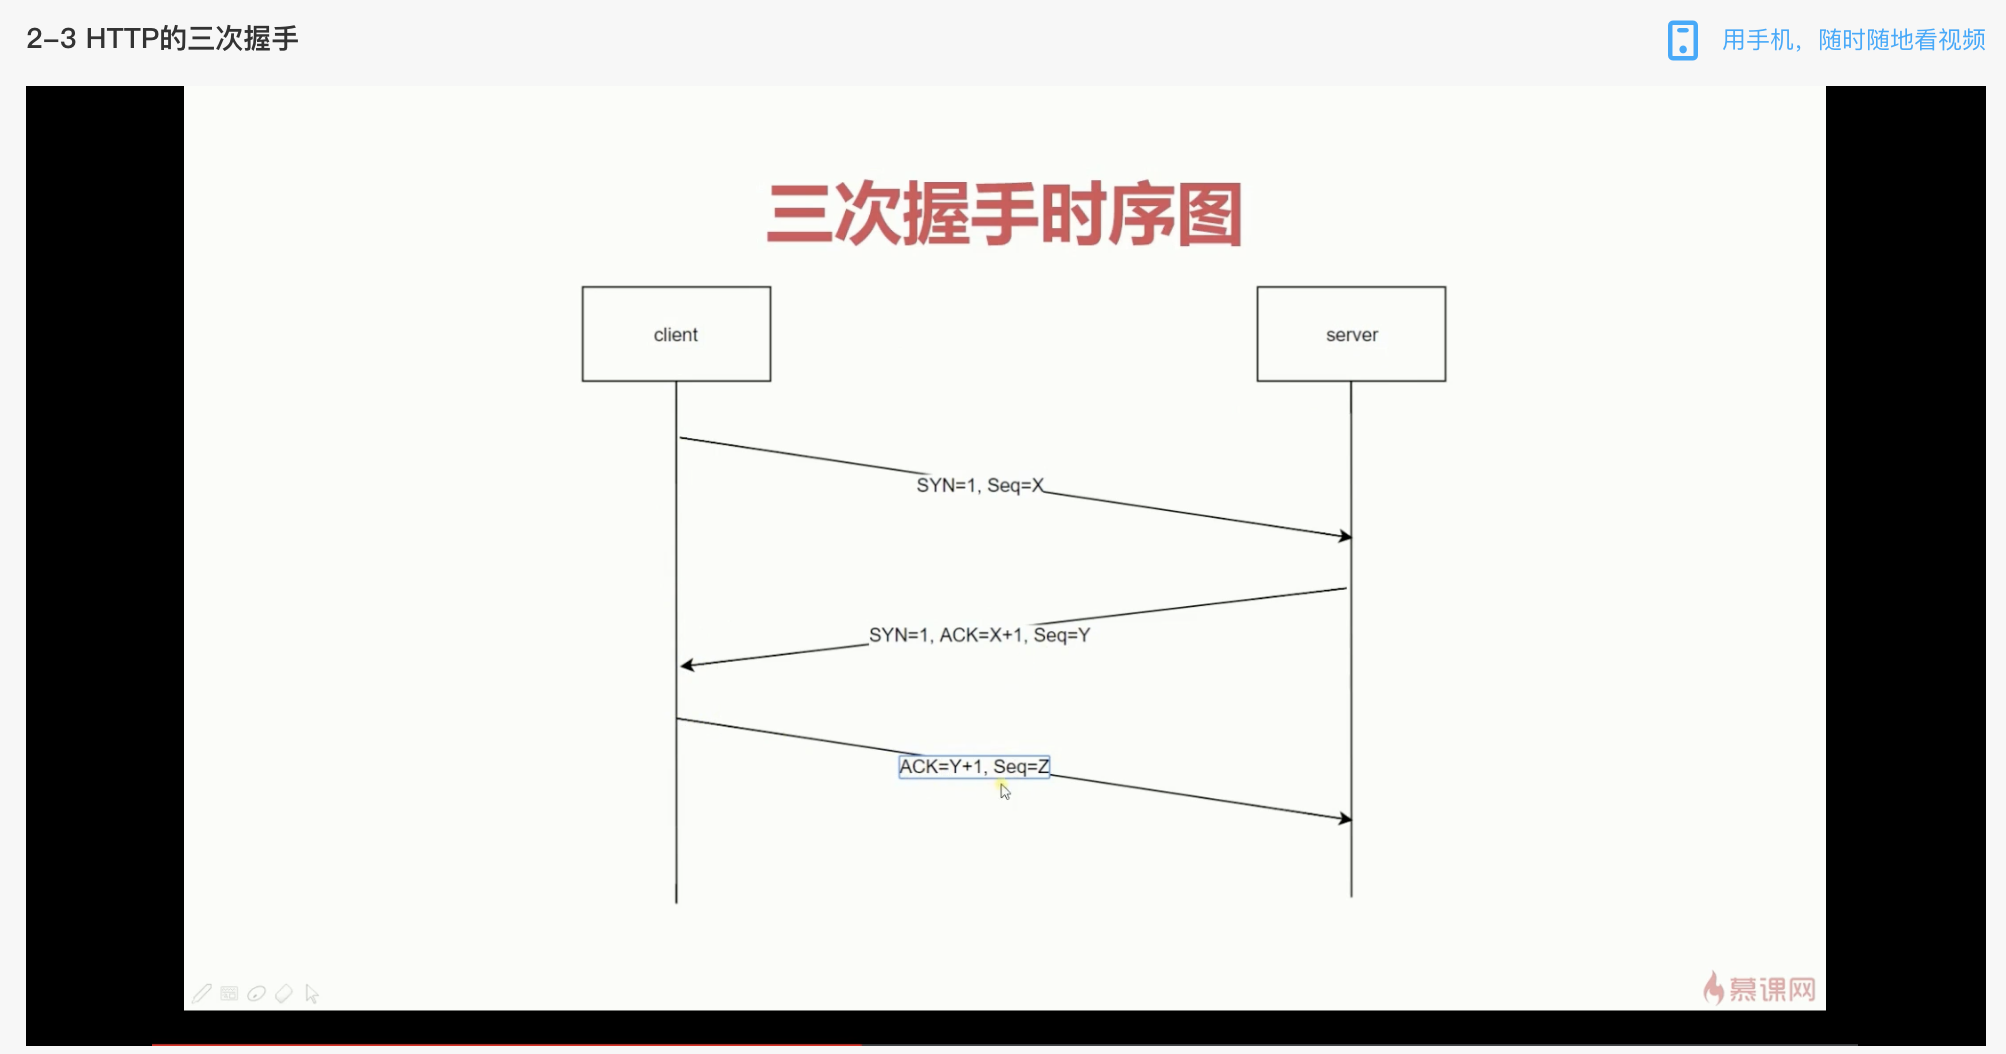 2-3 HTTP的三次握手
用手机，随时随地看视频
三次握手时序图
client
server
SYN=1, Seq=X
SYN=1, ACK=X+1, Seq=Y
ACK=Y+1, Seq=Z
慕课网